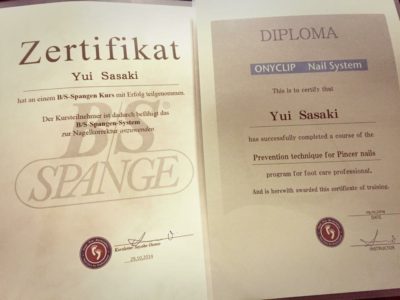 Zertifikat
Yui Sasaki
hat an einem B/S-Spangen Kurs mit Erfolg teilgenommen.
Der Kursteilnehmer ist dadurch befähigt das
B/S-Spangen-System
zur Nagelkorrektur anzuwenden
B/S®
SPANGE
DIPLOMA
ONYCLIP Nail System
This is to certify that
Yui Sasaki
has successfully completed a course of the
Prevention technique for Pincer nails
program for foot care professional.
And is herewith awarded this certificate of training.
DATE
INSTRUCTOR